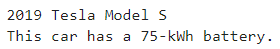 2019 Tesla Model S
This car has a 75-kWh battery.